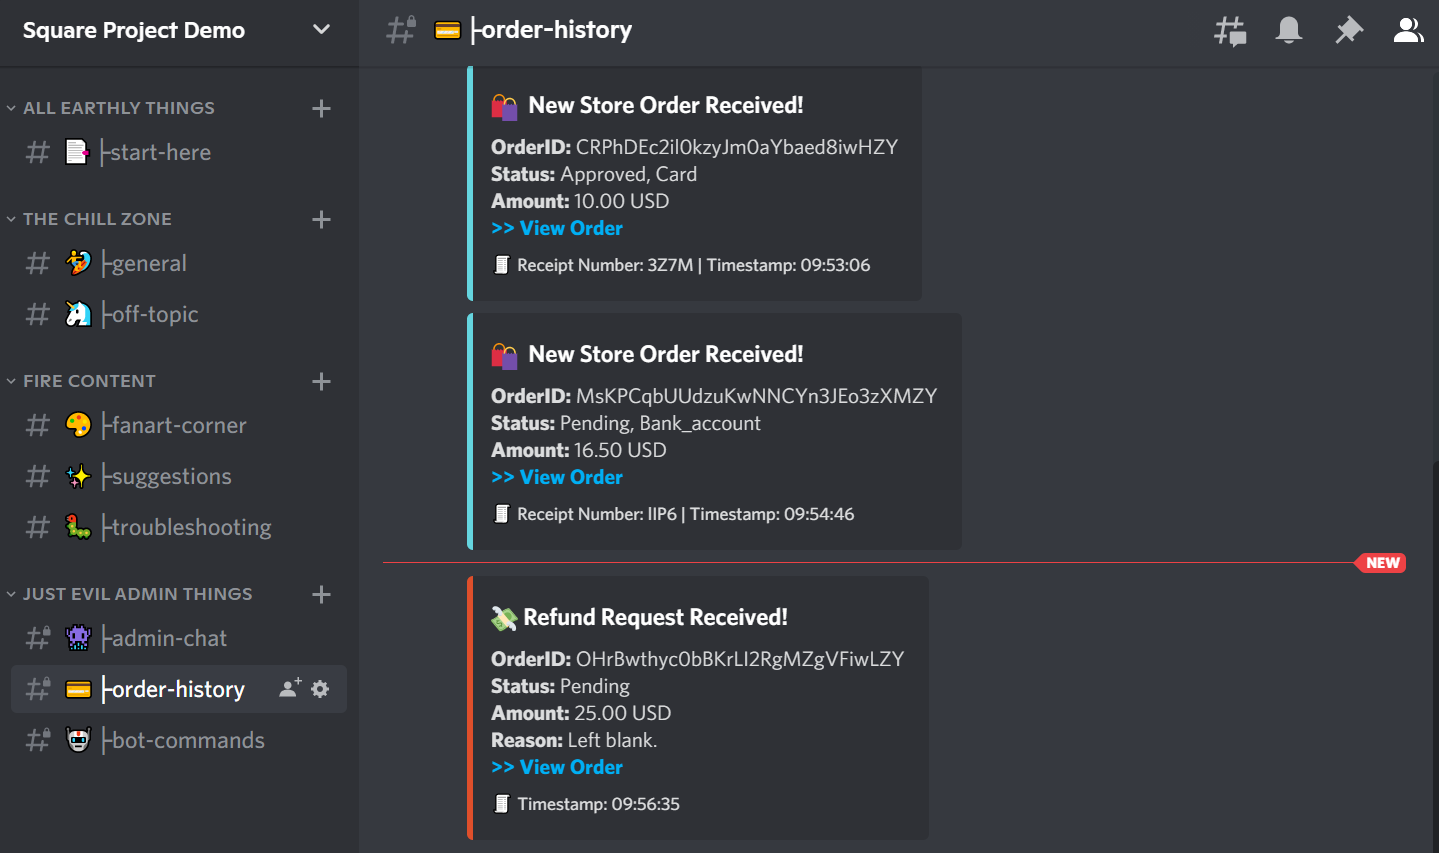 Square Project Demo
ALL EARTHLY THINGS
├start-here
THE CHILL ZONE
├general
├off-topic
FIRE CONTENT
├fanart-corner
├suggestions
├troubleshooting
JUST EVIL ADMIN THINGS
├admin-chat
├order-history
├bot-commands
├order-history
New Store Order Received!
OrderID: CRPhDEc2il0kzyJm0aYbaed8iwHZY
Status: Approved, Card
Amount: 10.00 USD
>> View Order
Receipt Number: 3Z7M | Timestamp: 09:53:06
New Store Order Received!
OrderID: MsKPCqbUUdzuKwNNCYn3JEo3zXMZY
Status: Pending, Bank_account
Amount: 16.50 USD
>> View Order
Receipt Number: lIP6 | Timestamp: 09:54:46
NEW
Refund Request Received!
OrderID: OHrBwthyc0bBKrLI2RgMZgVFiwLZY
Status: Pending
Amount: 25.00 USD
Reason: Left blank.
>> View Order
Timestamp: 09:56:35